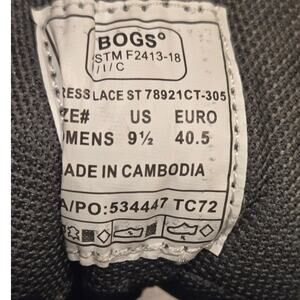 BOGS°
STM F2413-18
/I/C
RESS LACE ST 78921CT-305
ZE# US EURO
OMENS 9½ 40.5
ADE IN CAMBODIA
A/PO:534447 TC72